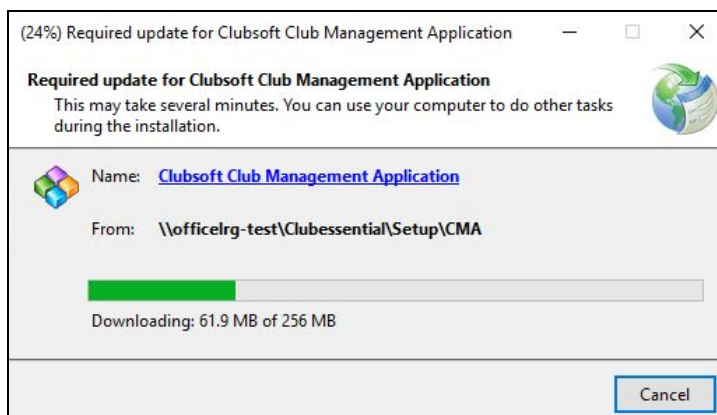 (24%) Required update for Clubsoft Club Management Application
Required update for Clubsoft Club Management Application
This may take several minutes. You can use your computer to do other tasks
during the installation.
Name: Clubsoft Club Management Application
From: \\officelrg-test\Clubessential\Setup\CMA
Downloading: 61.9 MB of 256 MB
Cancel